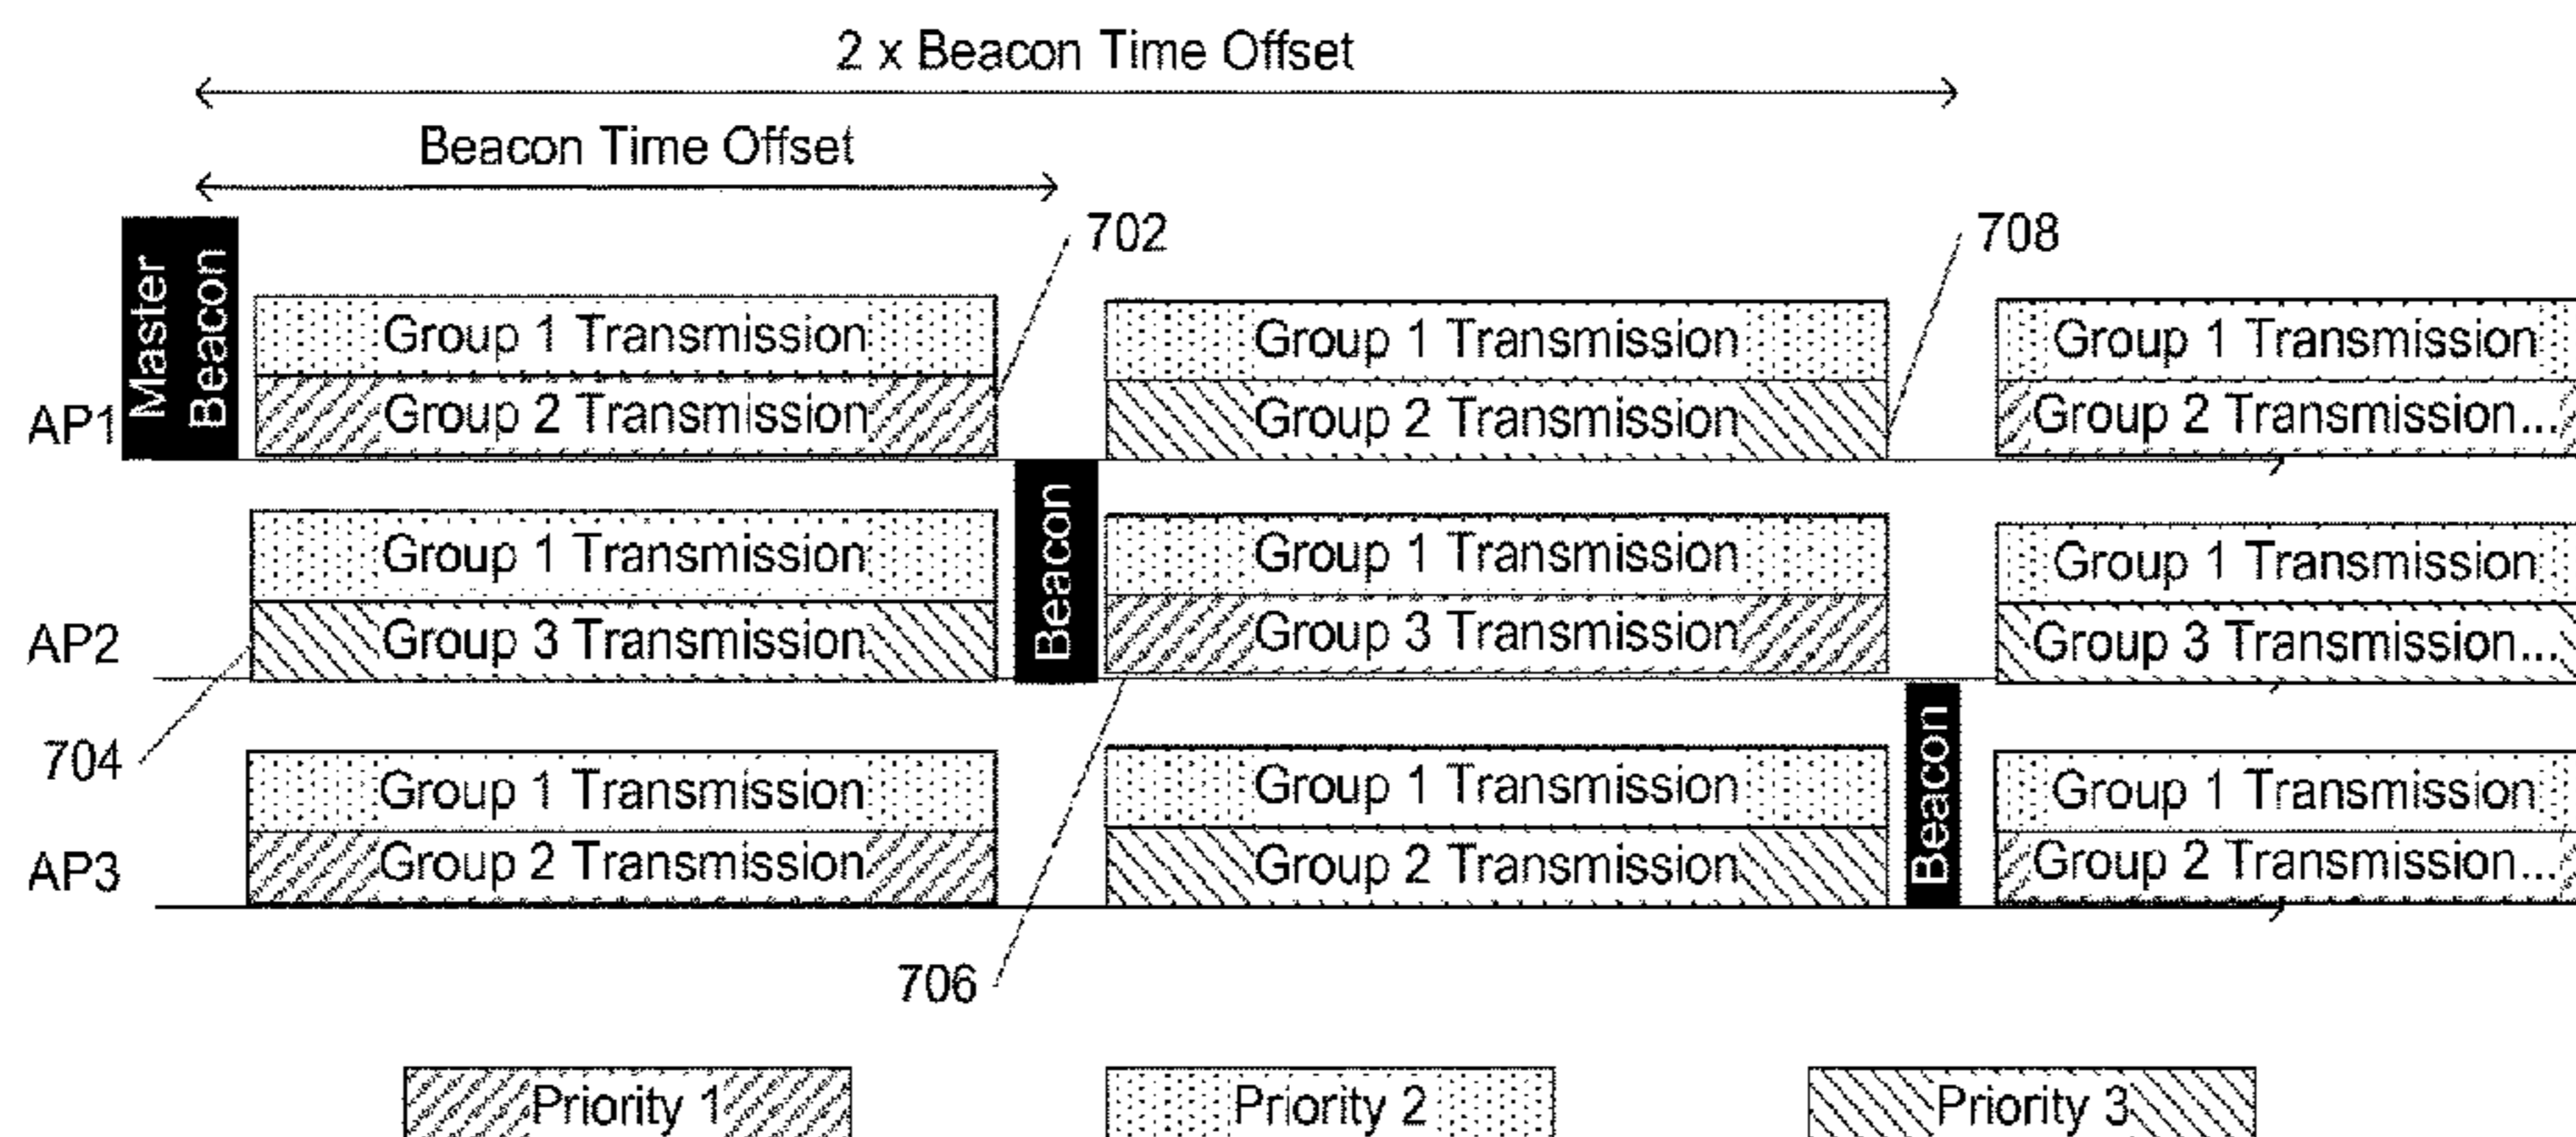 2 x Beacon Time Offset
Beacon Time Offset
702
708
Master
Beacon
AP1
Group 1 Transmission
Group 2 Transmission
Group 1 Transmission
Group 2 Transmission
Group 1 Transmission
Group 2 Transmission...
AP2
Group 1 Transmission
Group 3 Transmission
Beacon
Group 1 Transmission
Group 3 Transmission
Group 1 Transmission
Group 3 Transmission...
704
AP3
Group 1 Transmission
Group 2 Transmission
Group 1 Transmission
Group 2 Transmission
Beacon
Group 1 Transmission
Group 2 Transmission...
706
Priority 1
Priority 2
Priority 3